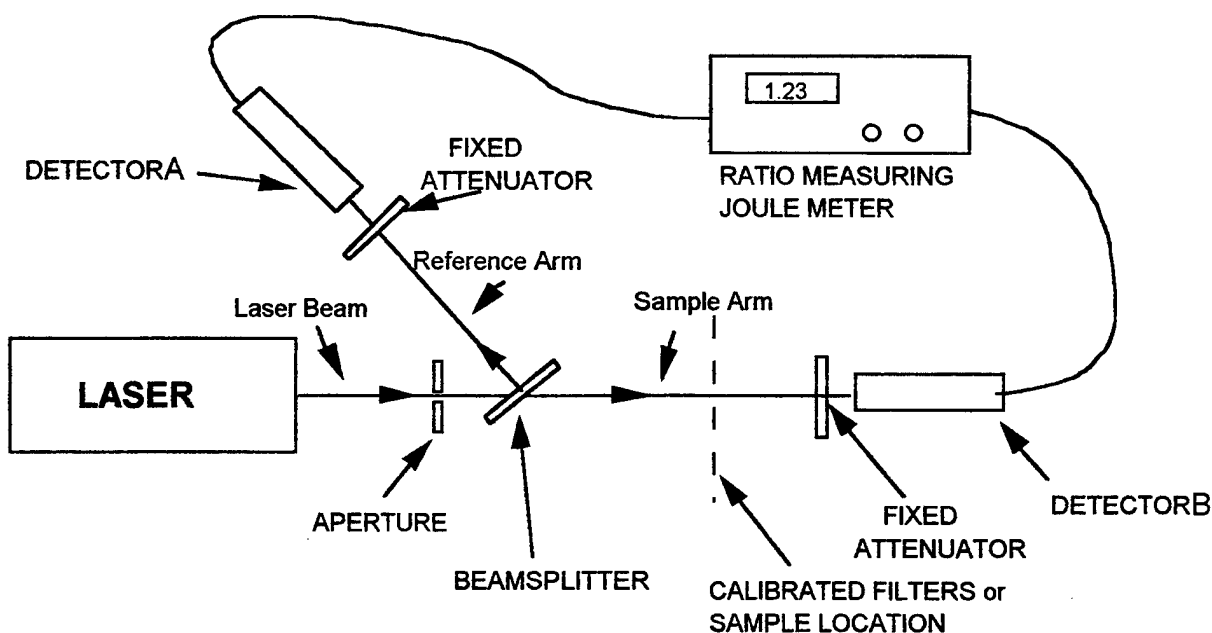 1.23
DETECTORA
FIXED
ATTENUATOR
RATIO MEASURING
JOULE METER
Reference Arm
Laser Beam
Sample Arm
LASER
APERTURE
BEAMSPLITTER
FIXED
ATTENUATOR
DETECTORB
CALIBRATED FILTERS or
SAMPLE LOCATION